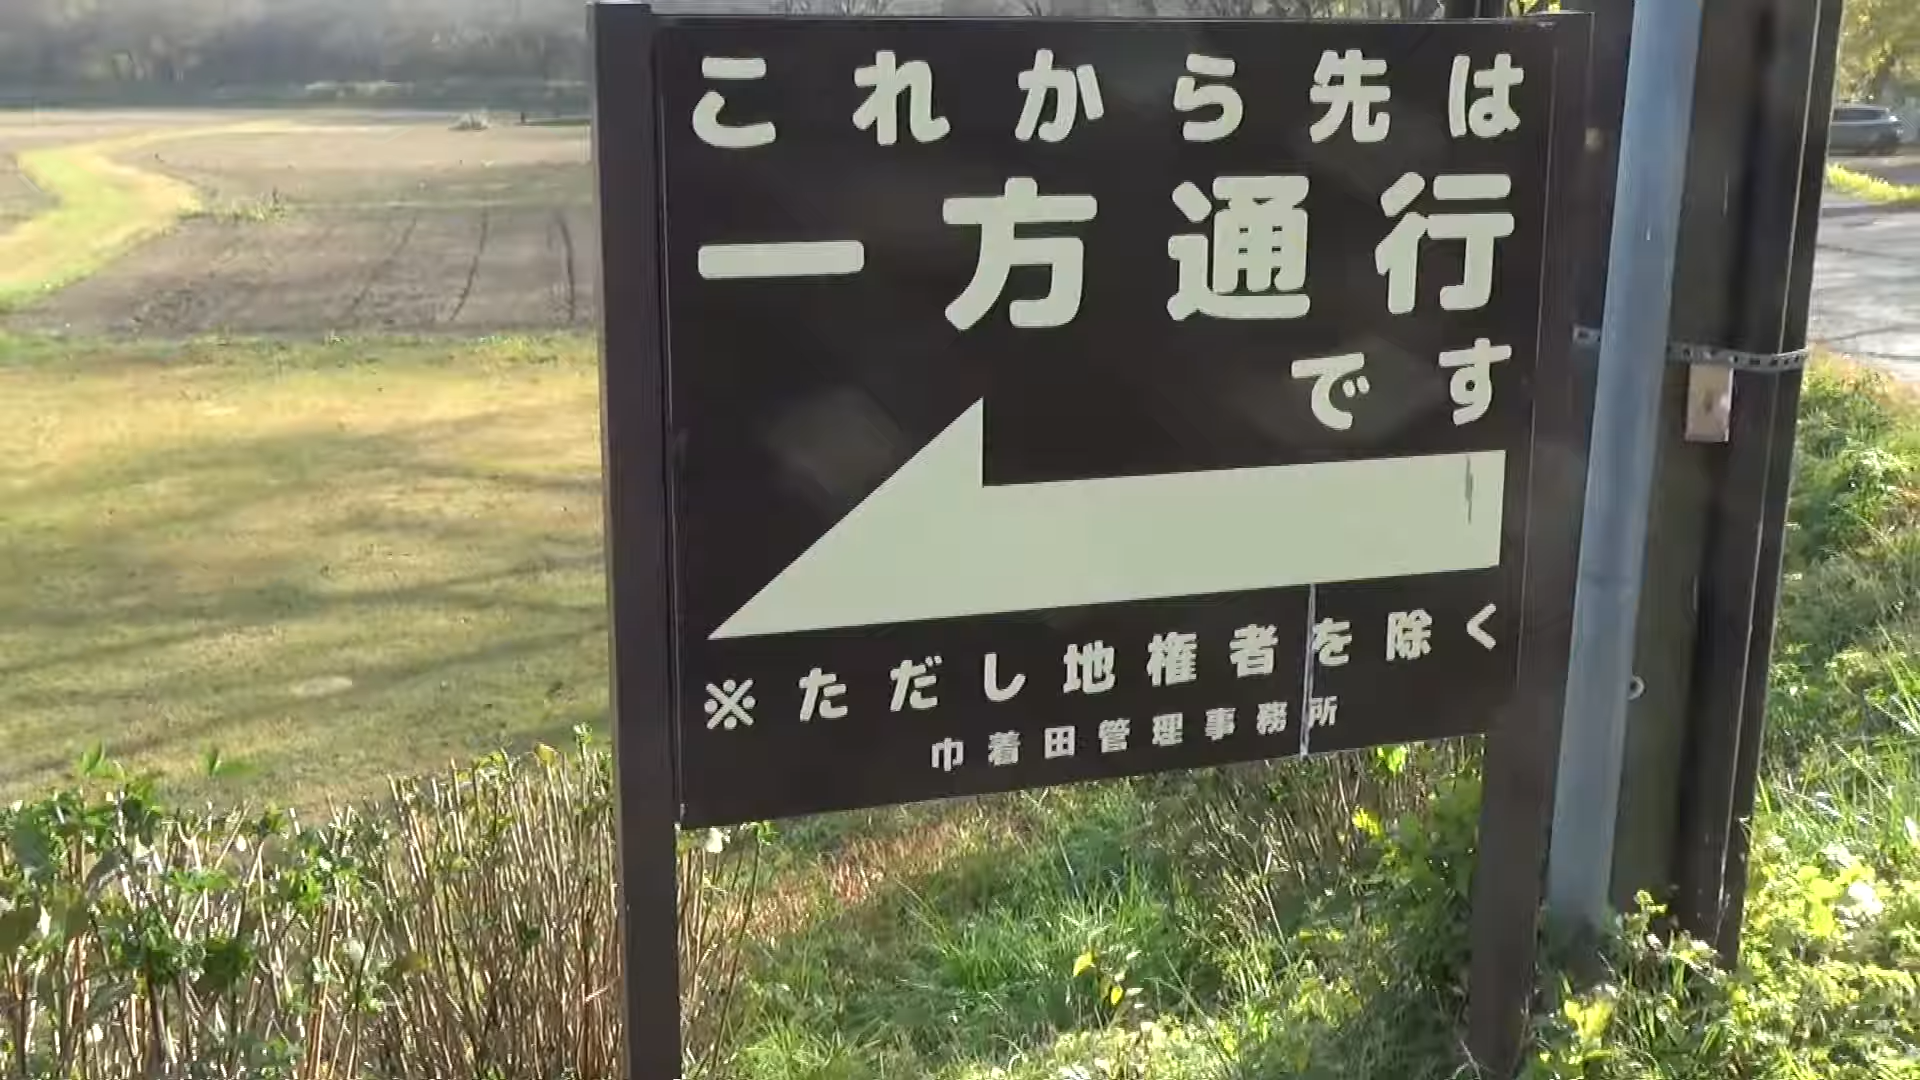 これから先は
一方通行
です
※ただし地権者を除く
巾着田管理事務所